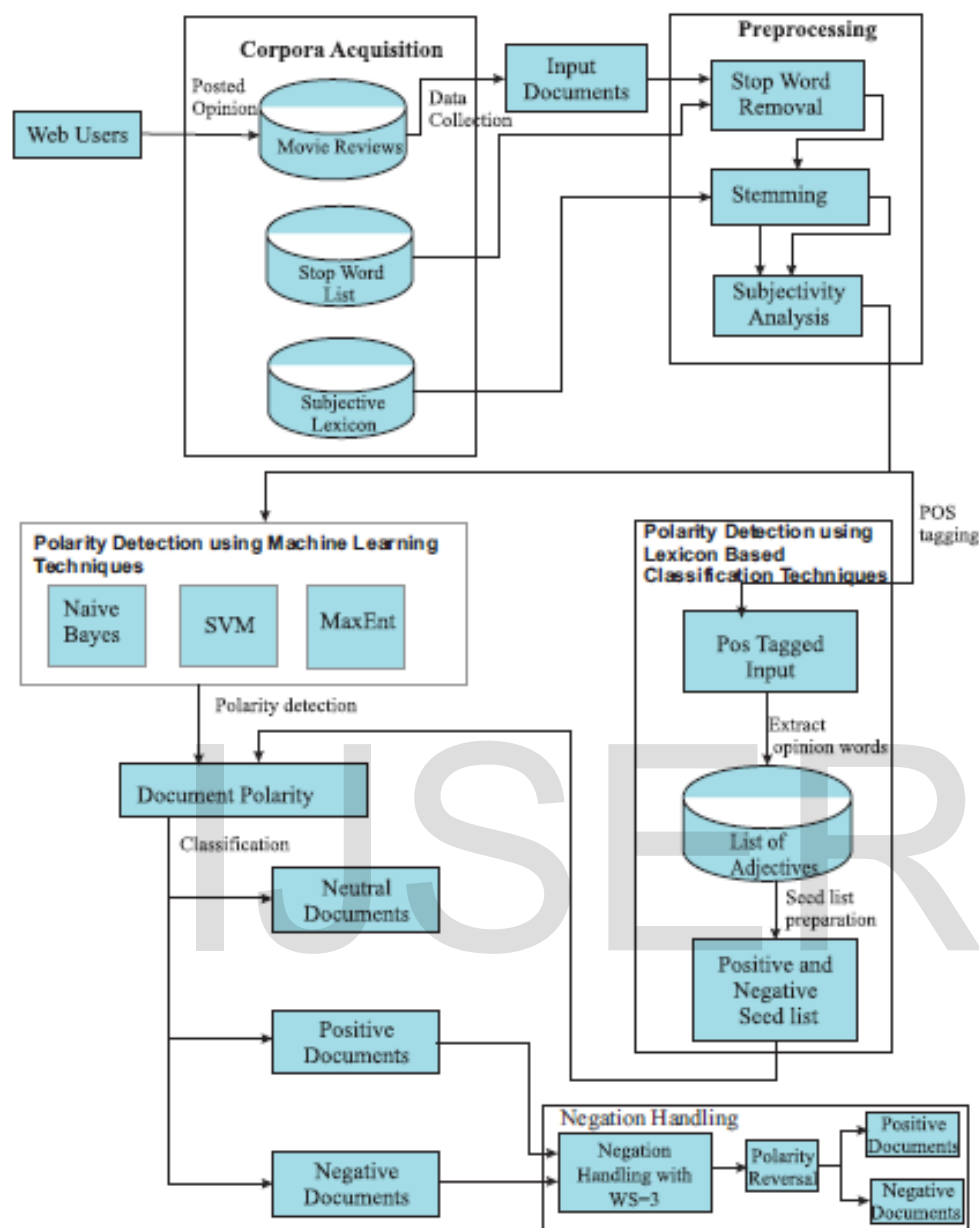 Corpora Acquisition
Posted
Opinion
Web Users
Movie Reviews
Data
Collection
Stop Word
List
Subjective
Lexicon
Input
Documents
Preprocessing
Stop Word
Removal
Stemming
Subjectivity
Analysis
POS
tagging
Polarity Detection using Machine Learning
Techniques
Naive
Bayes
SVM
MaxEnt
Polarity detection
Polarity Detection using
Lexicon Based
Classification Techniques
Pos Tagged
Input
Extract
opinion words
List of
Adjectives
Seed list
preparation
Positive and
Negative
Seed list
Document Polarity
Classification
Neutral
Documents
Positive
Documents
Negative
Documents
Negation Handling
Negation
Handling with
WS=3
Polarity
Reversal
Positive
Documents
Negative
Documents
IJSER